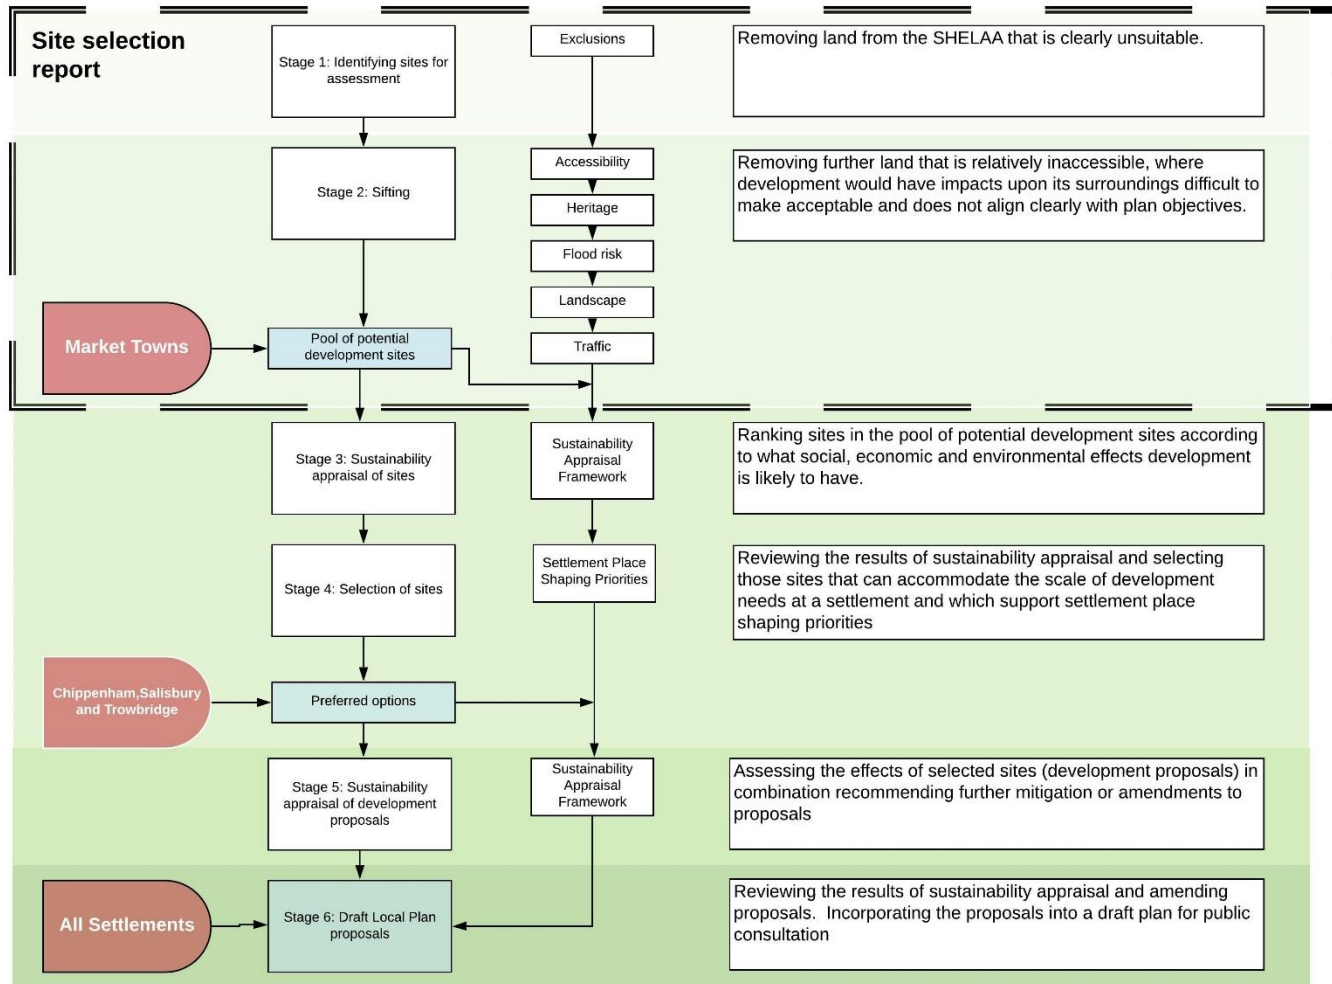 Site selection
report
Stage 1: Identifying sites for
assessment
Exclusions
Removing land from the SHELAA that is clearly unsuitable.
Stage 2: Sifting
Accessibility
Heritage
Flood risk
Landscape
Traffic
Removing further land that is relatively inaccessible, where
development would have impacts upon its surroundings difficult to
make acceptable and does not align clearly with plan objectives.
Market Towns
Pool of potential
development sites
Stage 3: Sustainability
appraisal of sites
Sustainability
Appraisal
Framework
Ranking sites in the pool of potential development sites according
to what social, economic and environmental effects development
is likely to have.
Stage 4: Selection of sites
Settlement Place
Shaping Priorities
Reviewing the results of sustainability appraisal and selecting
those sites that can accommodate the scale of development
needs at a settlement and which support settlement place
shaping priorities
Chippenham,Salisbury
and Trowbridge
Preferred options
Stage 5: Sustainability
appraisal of development
proposals
Sustainability
Appraisal
Framework
Assessing the effects of selected sites (development proposals) in
combination recommending further mitigation or amendments to
proposals
All Settlements
Stage 6: Draft Local Plan
proposals
Reviewing the results of sustainability appraisal and amending
proposals.  Incorporating the proposals into a draft plan for public
consultation